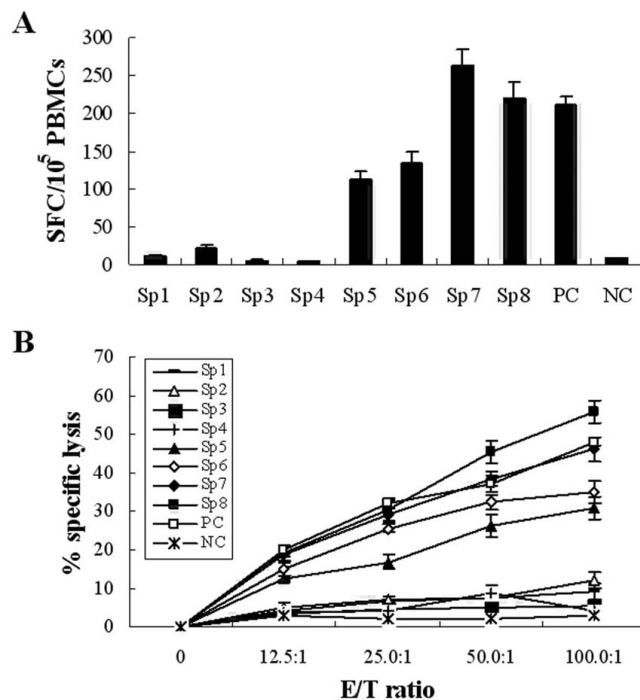 A
SFC/10⁵ PBMCs
300
250
200
150
100
50
0
Sp1 Sp2 Sp3 Sp4 Sp5 Sp6 Sp7 Sp8 PC NC
B
% specific lysis
70
60
50
40
30
20
10
0
Sp1
Sp2
Sp3
Sp4
Sp5
Sp6
Sp7
Sp8
PC
NC
0 12.5:1 25.0:1 50.0:1 100.0:1
E/T ratio